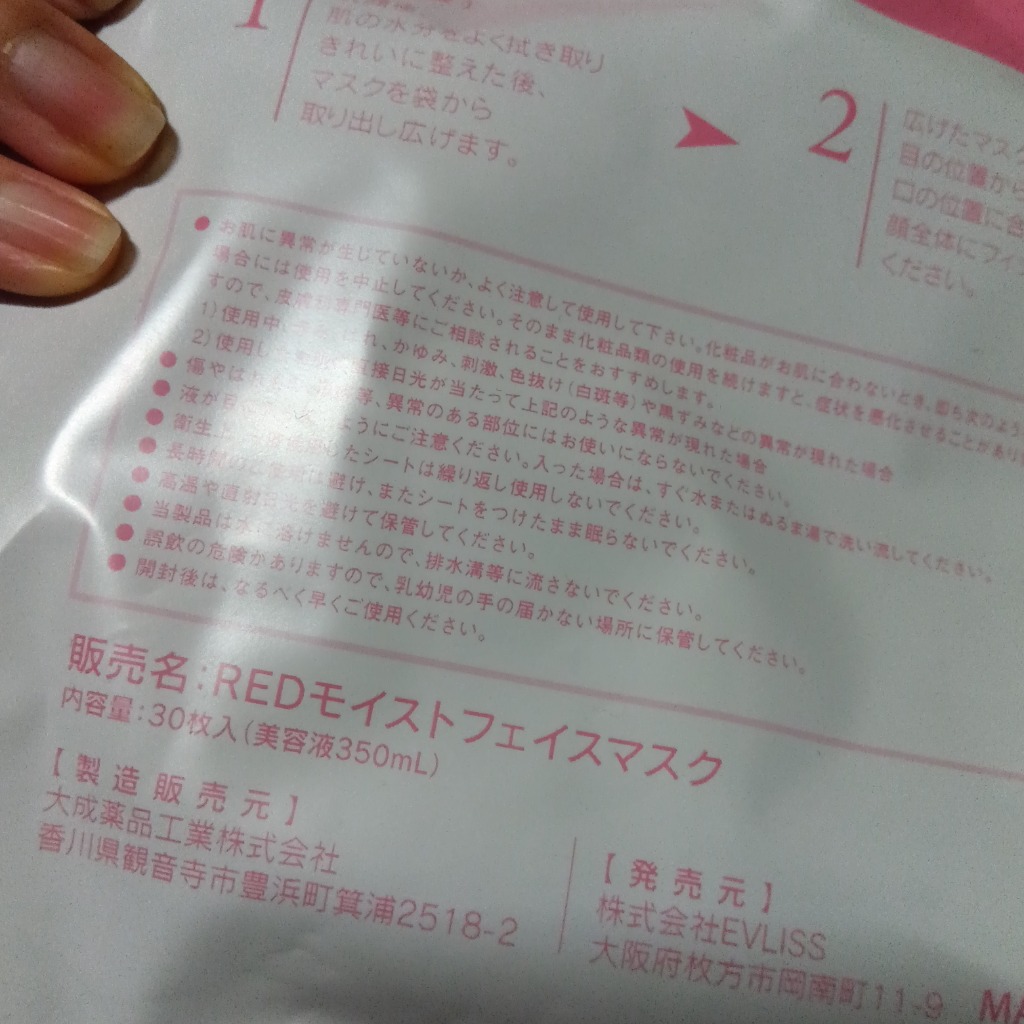 1
肌の水分をよく拭き取り
きれいに整えた後、
マスクを袋から
取り出し広げます。
2
広げたマスク
目の位置から
口の位置に合
顔全体にフィ
ください。
●お肌に異常が生じていないか、よく注意して使用して下さい。化粧品がお肌に合わないとき、即ち次のよう
場合には使用を中止してください。そのまま化粧品類の使用を続けますと、症状を悪化させることがあり
すので、皮膚科専門医等にご相談されることをおすすめします。
1)使用中、かゆみ、刺激、色抜け(白斑等)や黒ずみなどの異常が現れた場合
2)使用し 直接日光が当たって上記のような異常が現れた場合
●傷やは 等、異常のある部位にはお使いにならないでください。
●液が目 ようにご注意ください。入った場合は、すぐ水またはぬるま湯で洗い流してください。
●衛生上 したシートは繰り返し使用しないでください。
●長時間のご使用は避け、またシートをつけたまま眠らないでください。
●高温や直射日光を避けて保管してください。
●当製品は水に溶けませんので、排水溝等に流さないでください。
●誤飲の危険がありますので、乳幼児の手の届かない場所に保管してください。
●開封後は、なるべく早くご使用ください。
販売名:REDモイストフェイスマスク
内容量:30枚入(美容液350mL)
【製造販売元】
大成薬品工業株式会社
香川県観音寺市豊浜町箕浦2518-2
【発売元】
株式会社EVLISS
大阪府枚方市岡南町11-9
MA